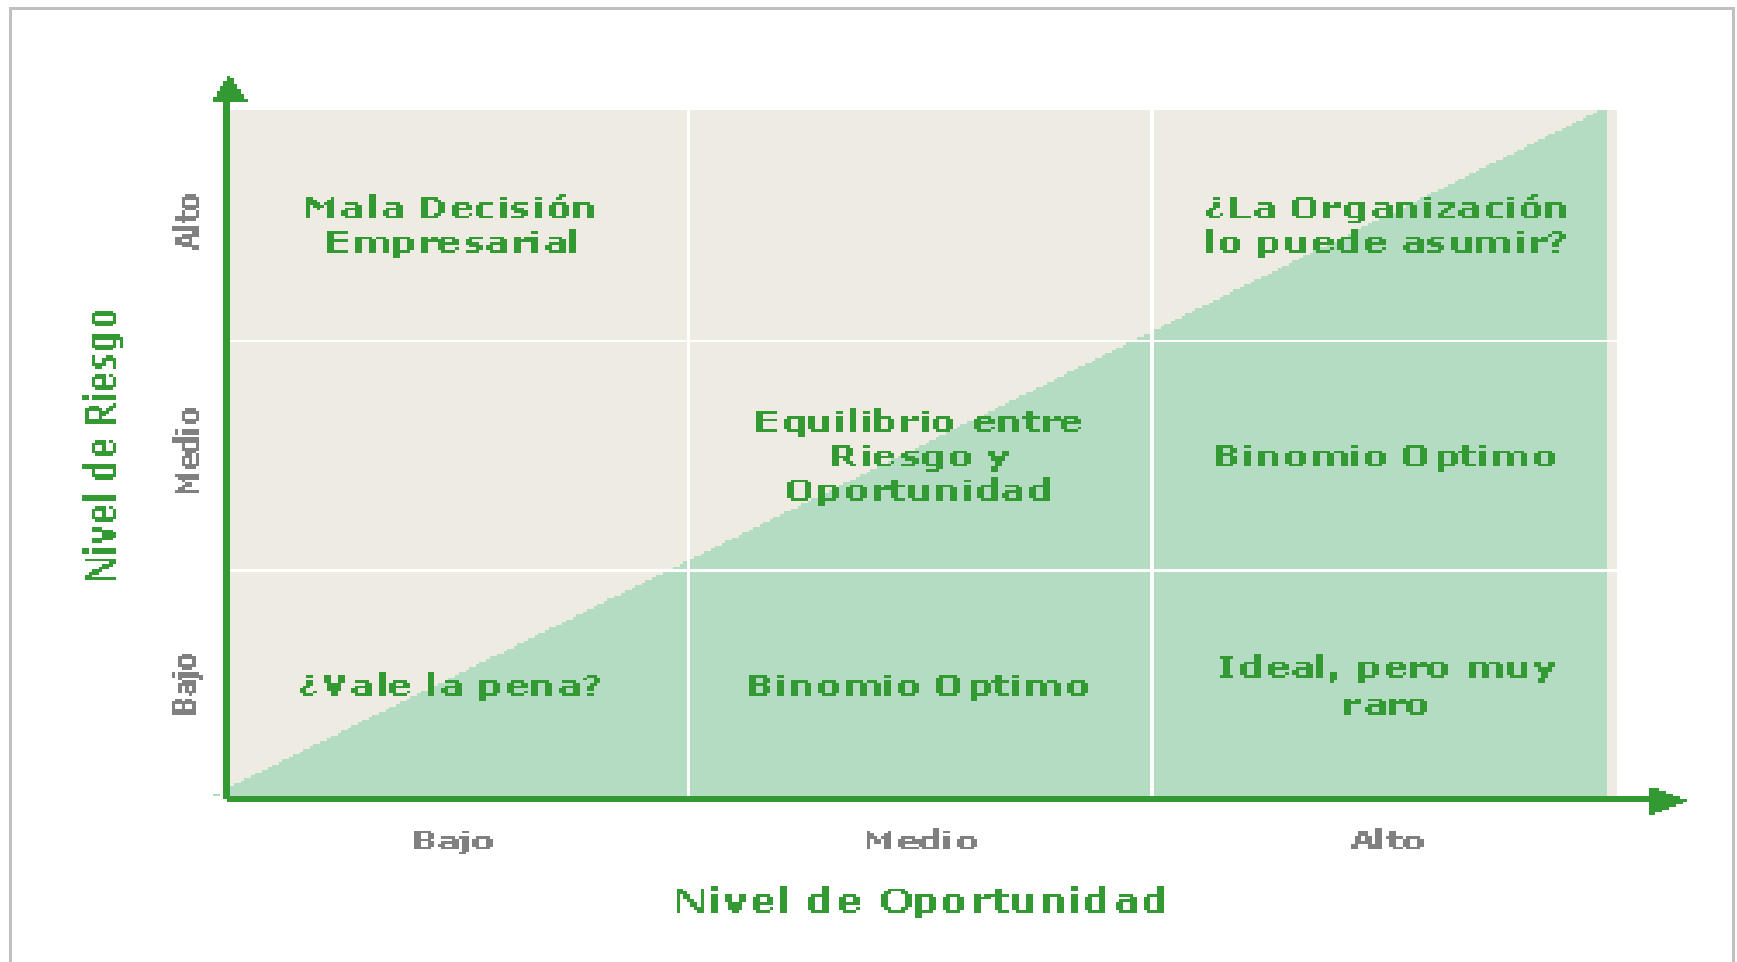 Nivel de Riesgo
Alto
Medio
Bajo
Mala Decisión
Empresarial
¿La Organización
lo puede asumir?
Equilibrio entre
Riesgo y
Oportunidad
Binomio Optimo
¿Vale la pena?
Binomio Optimo
Ideal, pero muy
raro
Bajo
Medio
Alto
Nivel de Oportunidad